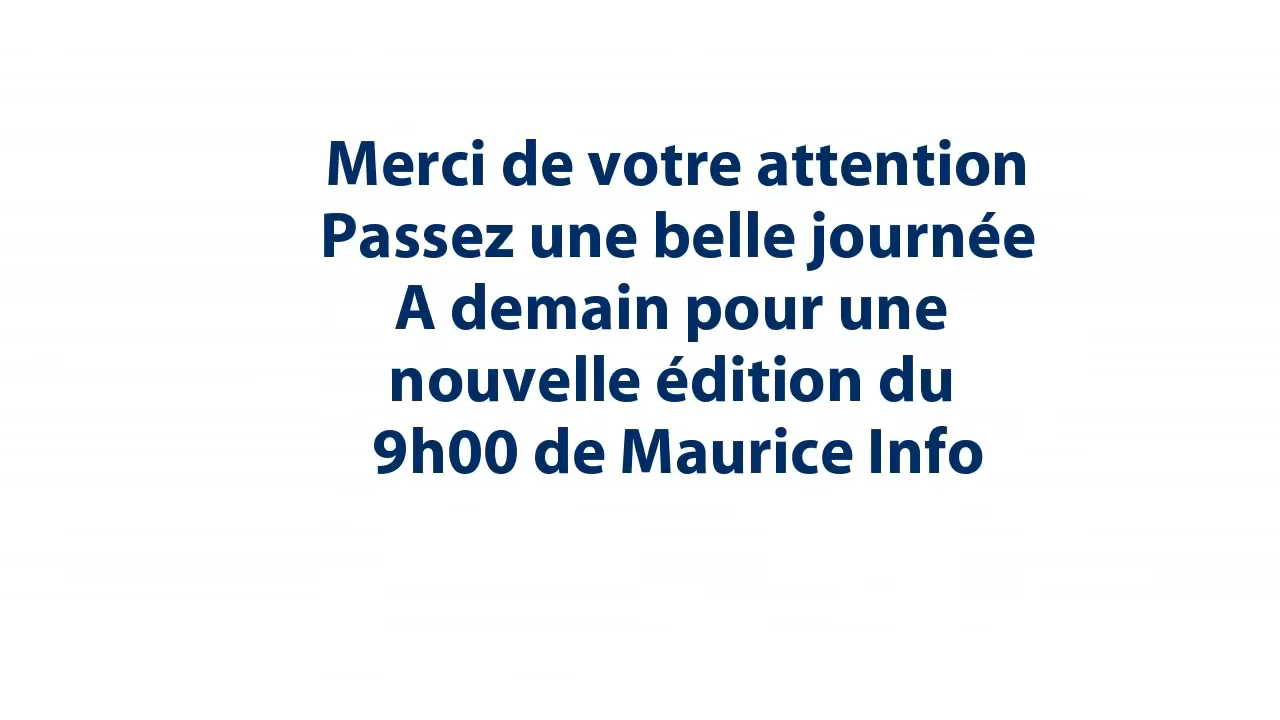 Merci de votre attention
Passez une belle journée
A demain pour une
nouvelle édition du
9h00 de Maurice Info